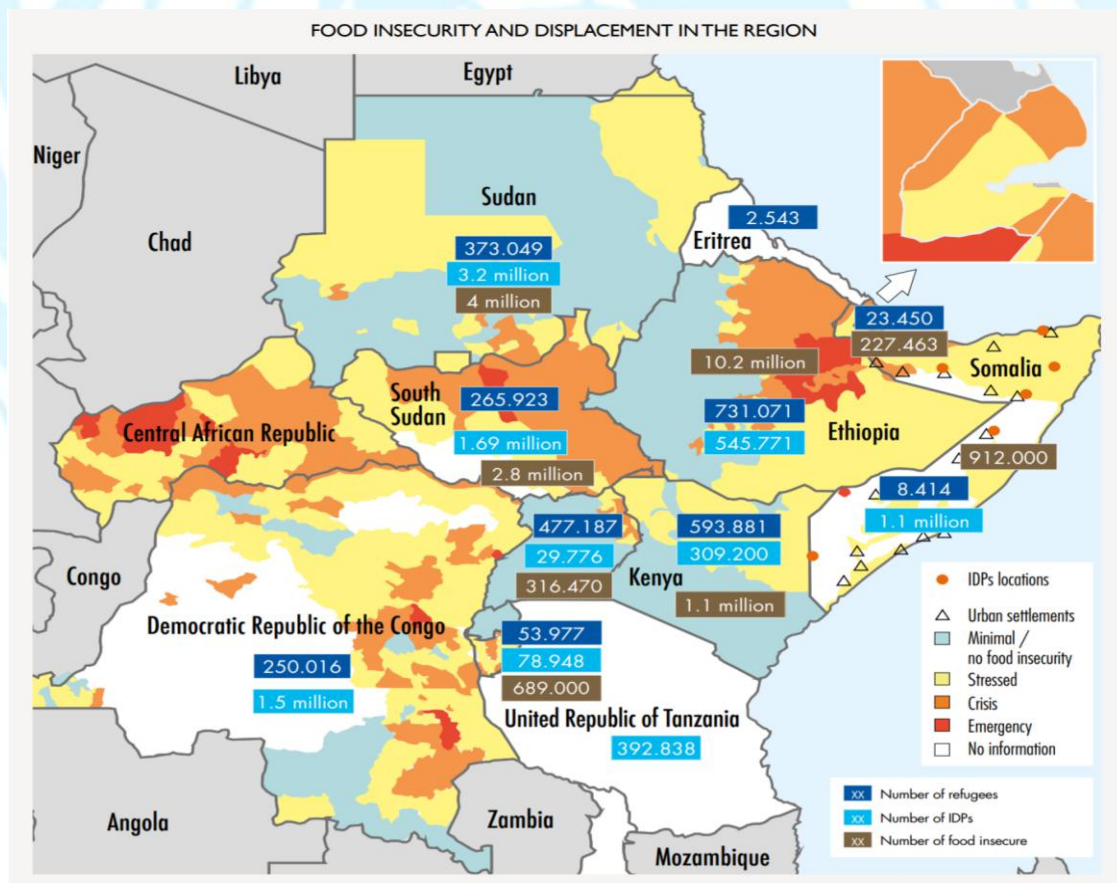 FOOD INSECURITY AND DISPLACEMENT IN THE REGION
Libya
Egypt
Niger
Chad
Sudan
373.049
3.2 million
4 million
2.543
Eritrea
23.450
227.463
Somalia
10.2 million
731.071
545.771
Ethiopia
912.000
8.414
1.1 million
South
Sudan
265.923
1.69 million
2.8 million
Central African Republic
477.187
29.776
316.470
593.881
309.200
Kenya
1.1 million
Congo
Democratic Republic of the Congo
250.016
1.5 million
53.977
78.948
689.000
United Republic of Tanzania
392.838
Angola
Zambia
Mozambique
IDPs locations
Urban settlements
Minimal /
no food insecurity
Stressed
Crisis
Emergency
No information
xx Number of refugees
xx Number of IDPs
xx Number of food insecure